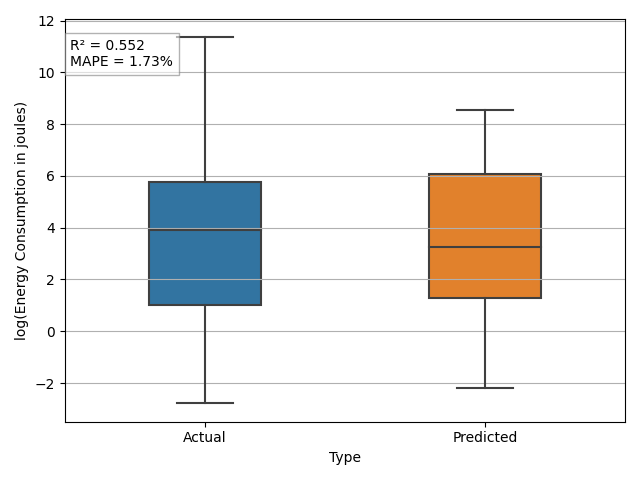 R² = 0.552
MAPE = 1.73%
log(Energy Consumption in joules)
12
10
8
6
4
2
0
−2
Actual
Predicted
Type